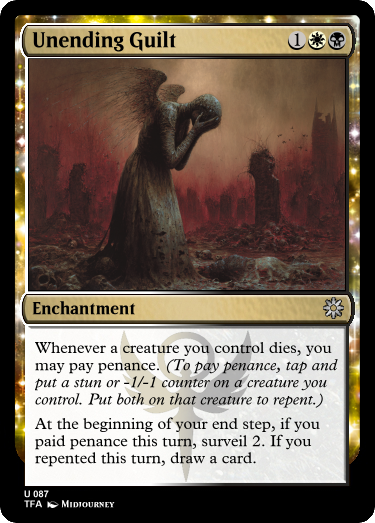 Unending Guilt 1
Enchantment
Whenever a creature you control dies, you
may pay penance. (To pay penance, tap and
put a stun or -1/-1 counter on a creature you
control. Put both on that creature to repent.)
At the beginning of your end step, if you
paid penance this turn, surveil 2. If you
repented this turn, draw a card.
U 087
TFA Midjourney